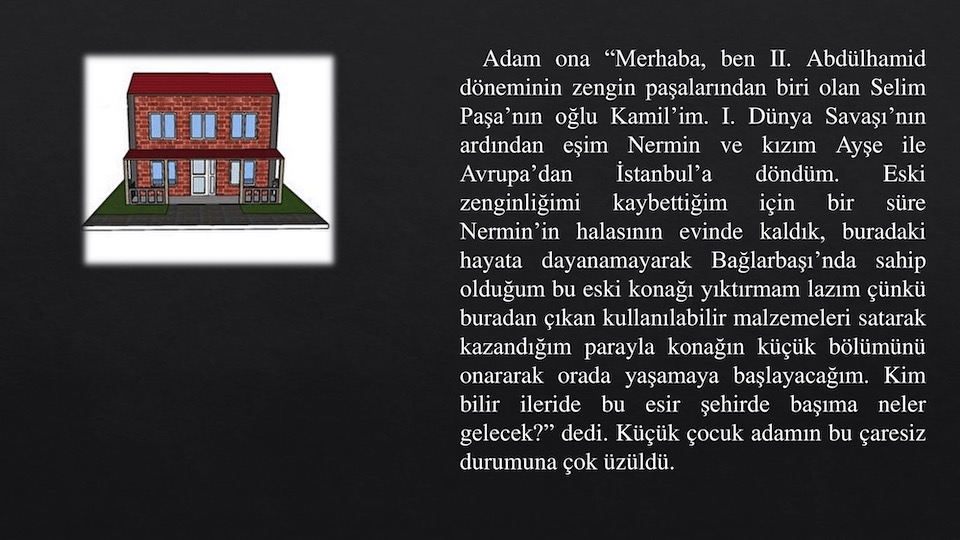 Adam ona “Merhaba, ben II. Abdülhamid
döneminin zengin paşalarından biri olan Selim
Paşa’nın oğlu Kamil’im. I. Dünya Savaşı’nın
ardından eşim Nermin ve kızım Ayşe ile
Avrupa’dan İstanbul’a döndüm. Eski
zenginliğimi kaybettiğim için bir süre
Nermin’in halasının evinde kaldık, buradaki
hayata dayanamayarak Bağlarbaşı’nda sahip
olduğum bu eski konağı yıktırmam lazım çünkü
buradan çıkan kullanılabilir malzemeleri satarak
kazandığım parayla konağın küçük bölümünü
onararak orada yaşamaya başlayacağım. Kim
bilir ileride bu esir şehirde başıma neler
gelecek?” dedi. Küçük çocuk adamın bu çaresiz
durumuna çok üzüldü.